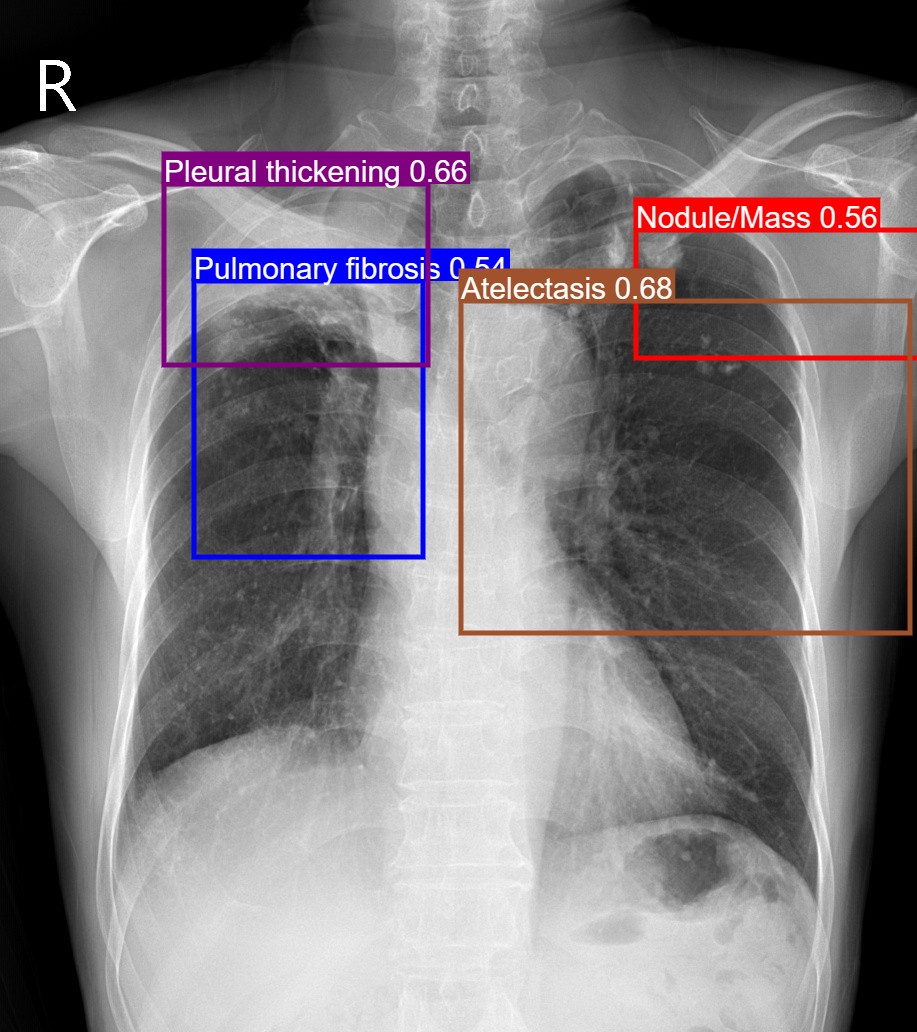 R
Pleural thickening 0.66
Nodule/Mass 0.56
Pulmonary fibrosis 0.54
Atelectasis 0.68